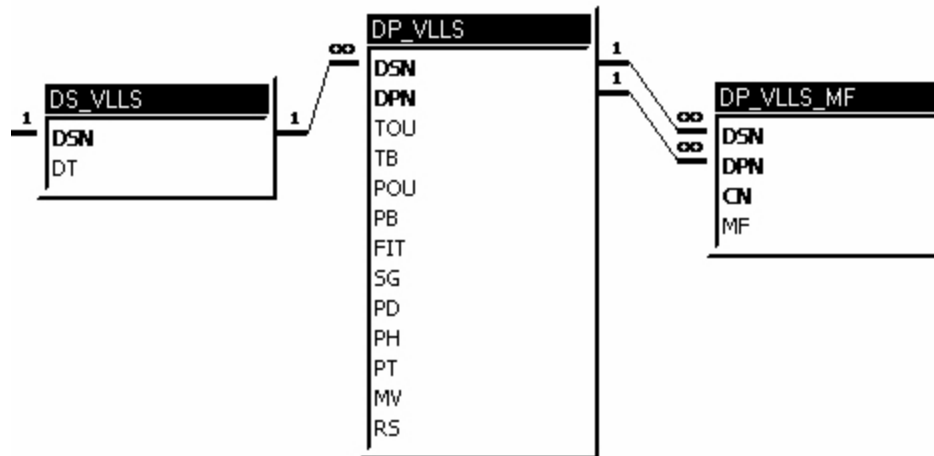 DS_VLLS
1
DSN
1
DT
DP_VLLS
∞
DSN
1
DPN
1
TOU
TB
POU
PB
FIT
SG
PD
PH
PT
MV
RS
DP_VLLS_MF
∞
DSN
∞
DPN
CN
MF